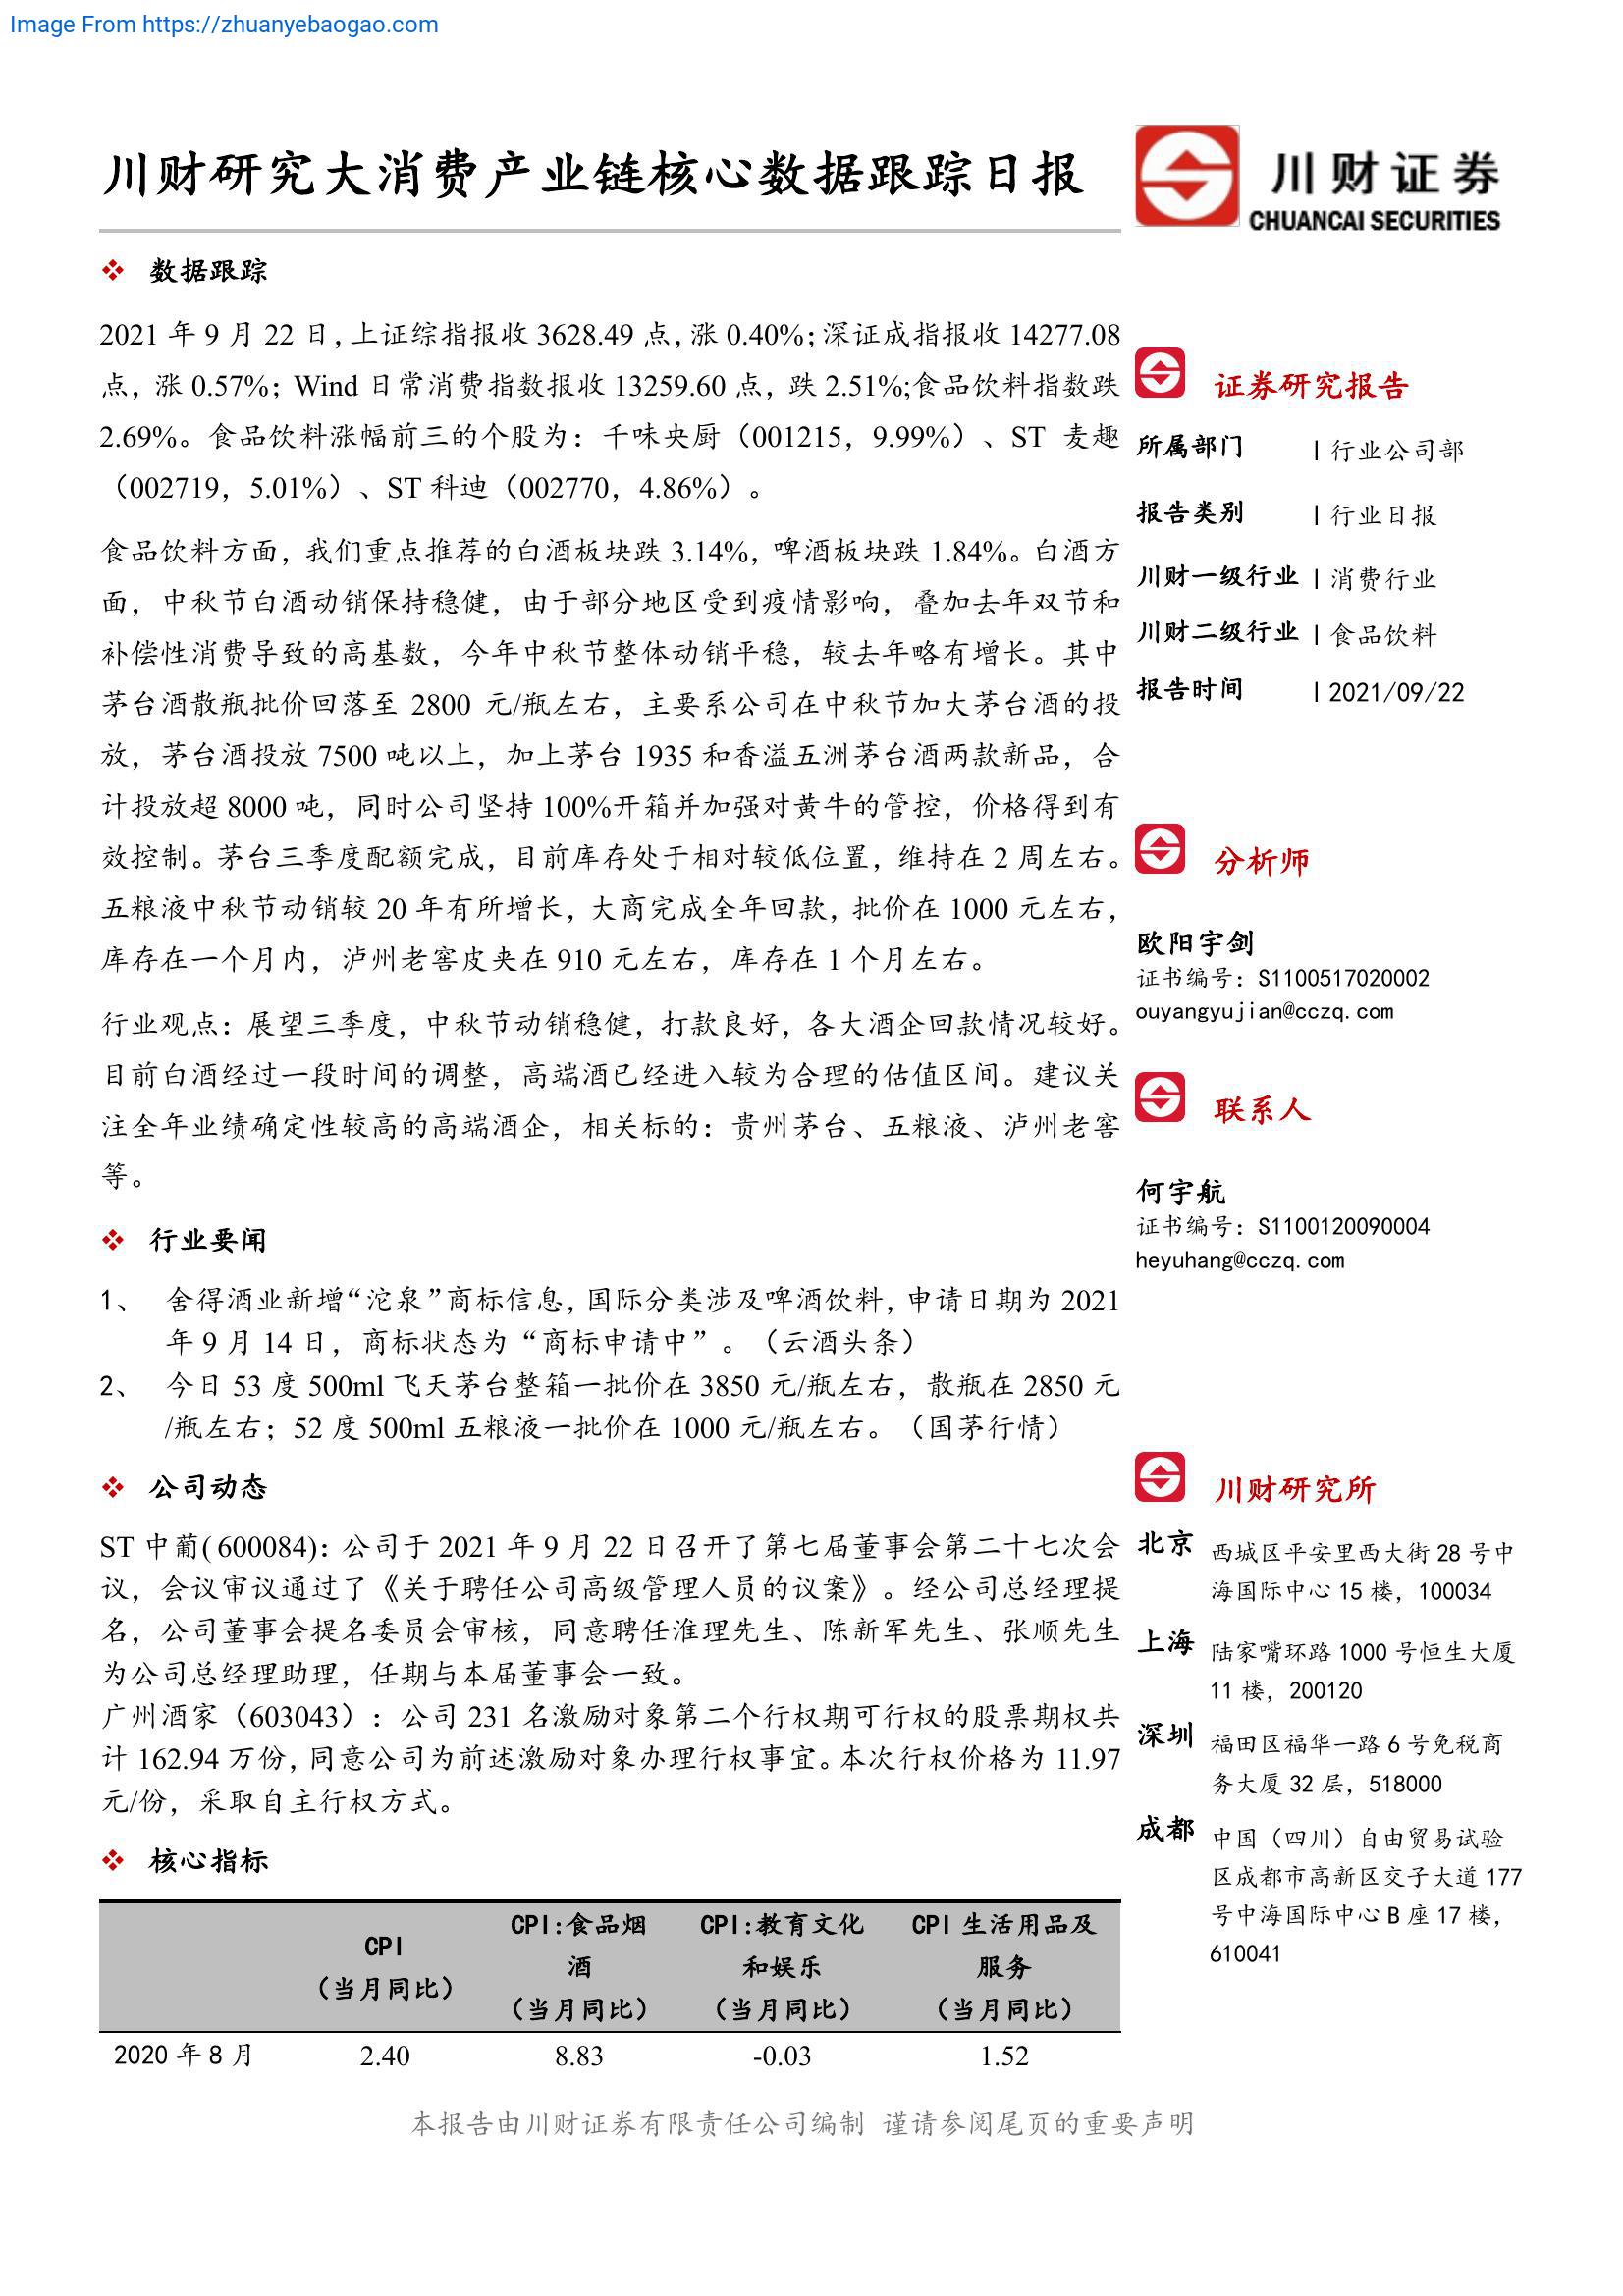 Image From https://zhuanyebaogao.com
川财研究大消费产业链核心数据跟踪日报
川财证券
CHUANCAI SECURITIES
数据跟踪
2021 年 9 月 22 日,上证综指报收 3628.49 点,涨 0.40%;深证成指报收 14277.08
点，涨 0.57%；Wind 日常消费指数报收 13259.60 点，跌 2.51%;食品饮料指数跌
2.69%。食品饮料涨幅前三的个股为：千味央厨（001215，9.99%）、ST 麦趣
（002719，5.01%）、ST 科迪（002770，4.86%）。
食品饮料方面，我们重点推荐的白酒板块跌 3.14%，啤酒板块跌 1.84%。白酒方
面，中秋节白酒动销保持稳健，由于部分地区受到疫情影响，叠加去年双节和
补偿性消费导致的高基数，今年中秋节整体动销平稳，较去年略有增长。其中
茅台酒散瓶批价回落至 2800 元/瓶左右，主要系公司在中秋节加大茅台酒的投
放，茅台酒投放 7500 吨以上，加上茅台 1935 和香溢五洲茅台酒两款新品，合
计投放超 8000 吨，同时公司坚持 100%开箱并加强对黄牛的管控，价格得到有
效控制。茅台三季度配额完成，目前库存处于相对较低位置，维持在 2 周左右。
五粮液中秋节动销较 20 年有所增长，大商完成全年回款，批价在 1000 元左右，
库存在一个月内，泸州老窖皮夹在 910 元左右，库存在 1 个月左右。
行业观点：展望三季度，中秋节动销稳健，打款良好，各大酒企回款情况较好。
目前白酒经过一段时间的调整，高端酒已经进入较为合理的估值区间。建议关
注全年业绩确定性较高的高端酒企，相关标的：贵州茅台、五粮液、泸州老窖
等。
行业要闻
1、 舍得酒业新增“沱泉”商标信息,国际分类涉及啤酒饮料,申请日期为 2021
年 9 月 14 日，商标状态为“商标申请中”。（云酒头条）
2、 今日 53 度 500ml 飞天茅台整箱一批价在 3850 元/瓶左右，散瓶在 2850 元
/瓶左右；52 度 500ml 五粮液一批价在 1000 元/瓶左右。（国茅行情）
公司动态
ST 中葡(600084)：公司于 2021 年 9 月 22 日召开了第七届董事会第二十七次会
议，会议审议通过了《关于聘任公司高级管理人员的议案》。经公司总经理提
名，公司董事会提名委员会审核，同意聘任淮理先生、陈新军先生、张顺先生
为公司总经理助理，任期与本届董事会一致。
广州酒家（603043）：公司 231 名激励对象第二个行权期可行权的股票期权共
计 162.94 万份,同意公司为前述激励对象办理行权事宜。本次行权价格为 11.97
元/份，采取自主行权方式。
核心指标
CPI
（当月同比）
CPI:食品烟
酒
（当月同比）
CPI:教育文化
和娱乐
（当月同比）
CPI 生活用品及
服务
（当月同比）
2020 年 8 月 2.40 8.83 -0.03 1.52
证券研究报告
所属部门 | 行业公司部
报告类别 | 行业日报
川财一级行业 | 消费行业
川财二级行业 | 食品饮料
报告时间 | 2021/09/22
分析师
欧阳宇剑
证书编号：S1100517020002
ouyangyujian@cczq.com
联系人
何宇航
证书编号：S1100120090004
heyuhang@cczq.com
川财研究所
北京 西城区平安里西大街 28 号中
海国际中心 15 楼，100034
上海 陆家嘴环路 1000 号恒生大厦
11 楼，200120
深圳 福田区福华一路 6 号免税商
务大厦 32 层，518000
成都 中国（四川）自由贸易试验
区成都市高新区交子大道 177
号中海国际中心 B 座 17 楼，
610041
本报告由川财证券有限责任公司编制 谨请参阅尾页的重要声明